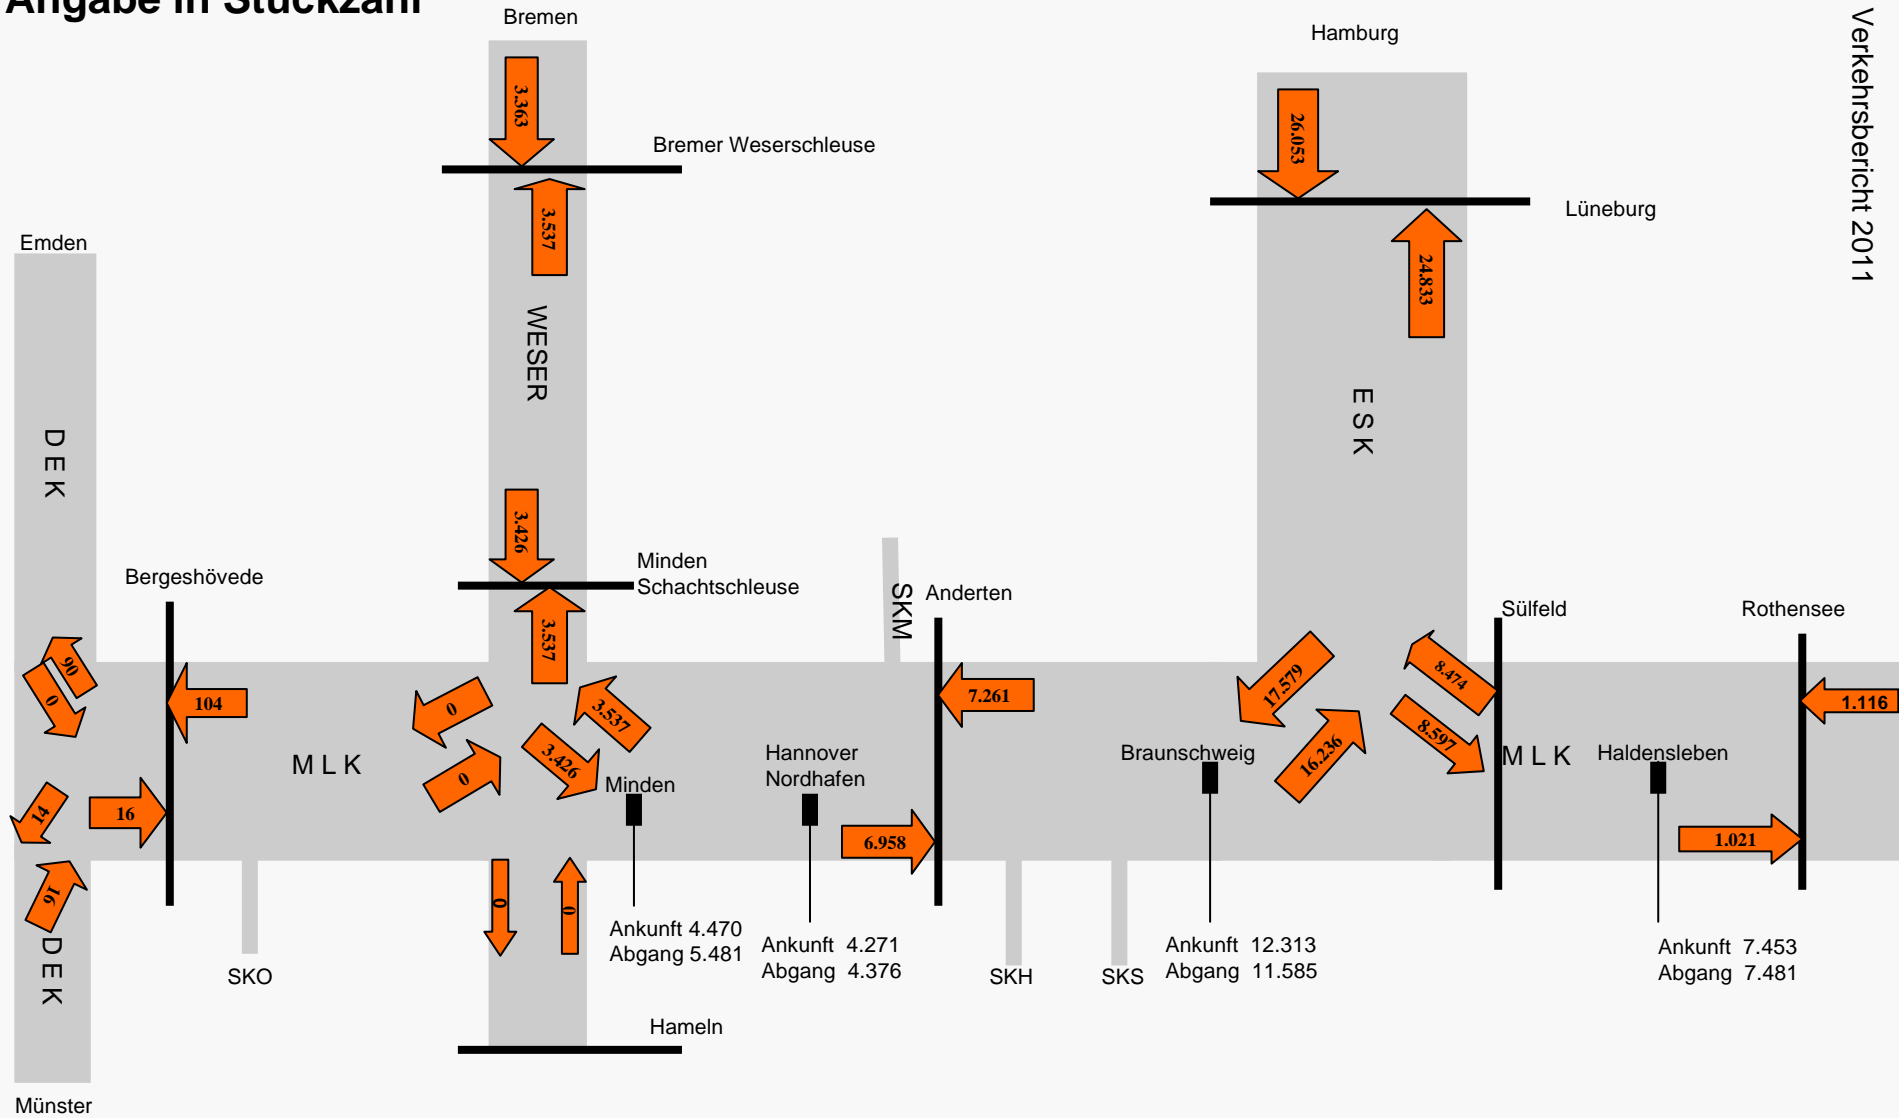 Angabe in Stückzahl
Verkehrsbericht 2011
Bremen
Hamburg
3.363
Bremer Weserschleuse
26.053
Lüneburg
3.537
24.833
Emden
WESER
E S K
D E K
3.426
Minden
Schachtschleuse
Bergeshövede
SKM
Anderten
Sülfeld
Rothensee
3.537
90
0
104
0
3.537
7.261
17.579
8.474
1.116
M L K
0
3.426
Hannover
Nordhafen
Braunschweig
16.236
8.597
M L K
Haldensleben
Minden
14
16
6.958
1.021
16
0
0
D E K
Ankunft 4.470
Abgang 5.481
Ankunft 4.271
Abgang 4.376
Ankunft 12.313
Abgang 11.585
Ankunft 7.453
Abgang 7.481
SKO
SKH
SKS
Hameln
Münster